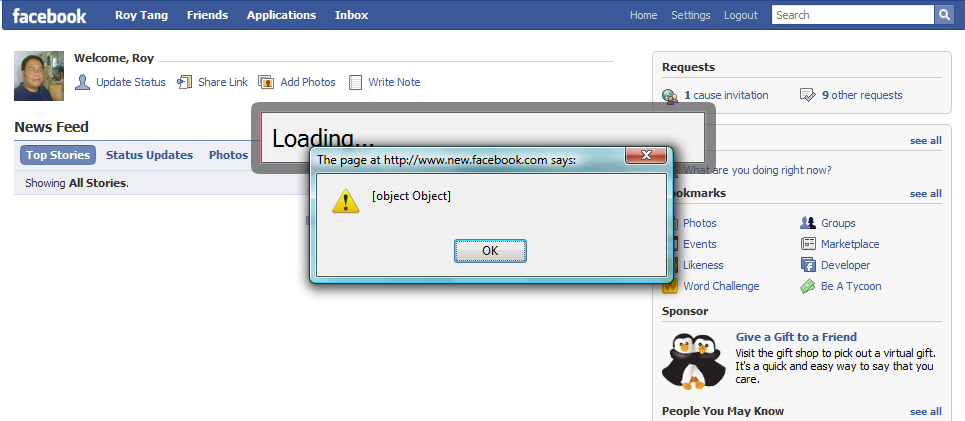 facebook Roy Tang Friends Applications Inbox Home Settings Logout Search
Welcome, Roy
Update Status Share Link Add Photos Write Note
News Feed
Top Stories Status Updates Photos
Showing All Stories.
Loading...
The page at http://www.new.facebook.com says:
[object Object]
OK
Requests
1 cause invitation 9 other requests
see all
What are you doing right now?
ookmarks see all
Photos Groups
Events Marketplace
Likeness Developer
Word Challenge Be A Tycoon
Sponsor
Give a Gift to a Friend
Visit the gift shop to pick out a virtual gift.
It's a quick and easy way to say that you
care.
People You May Know see all